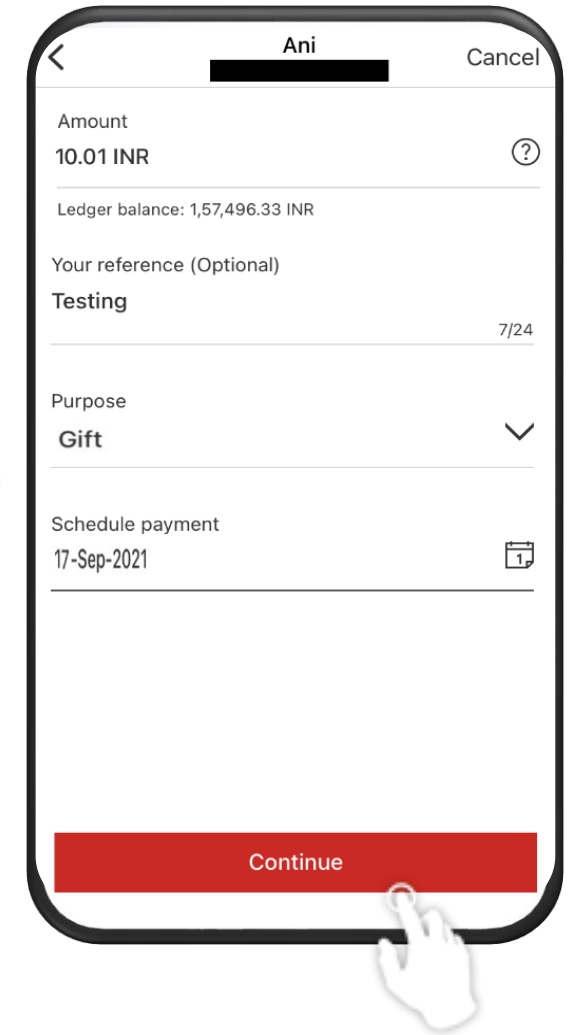 Ani
Cancel
Amount
10.01 INR
?
Ledger balance: 1,57,496.33 INR
Your reference (Optional)
Testing
7/24
Purpose
Gift
Schedule payment
17-Sep-2021
1
Continue